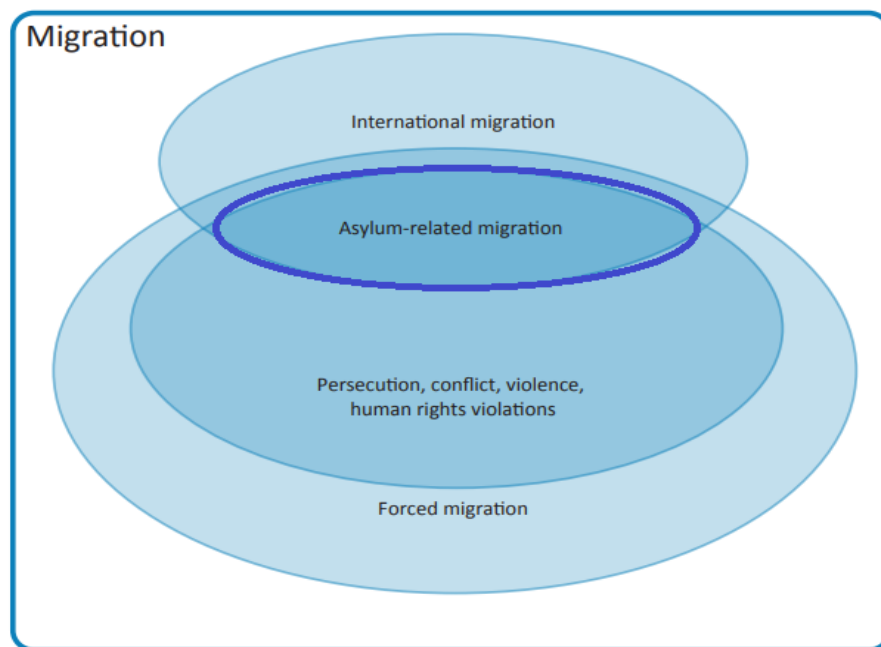 Migration
International migration
Asylum-related migration
Persecution, conflict, violence,
human rights violations
Forced migration